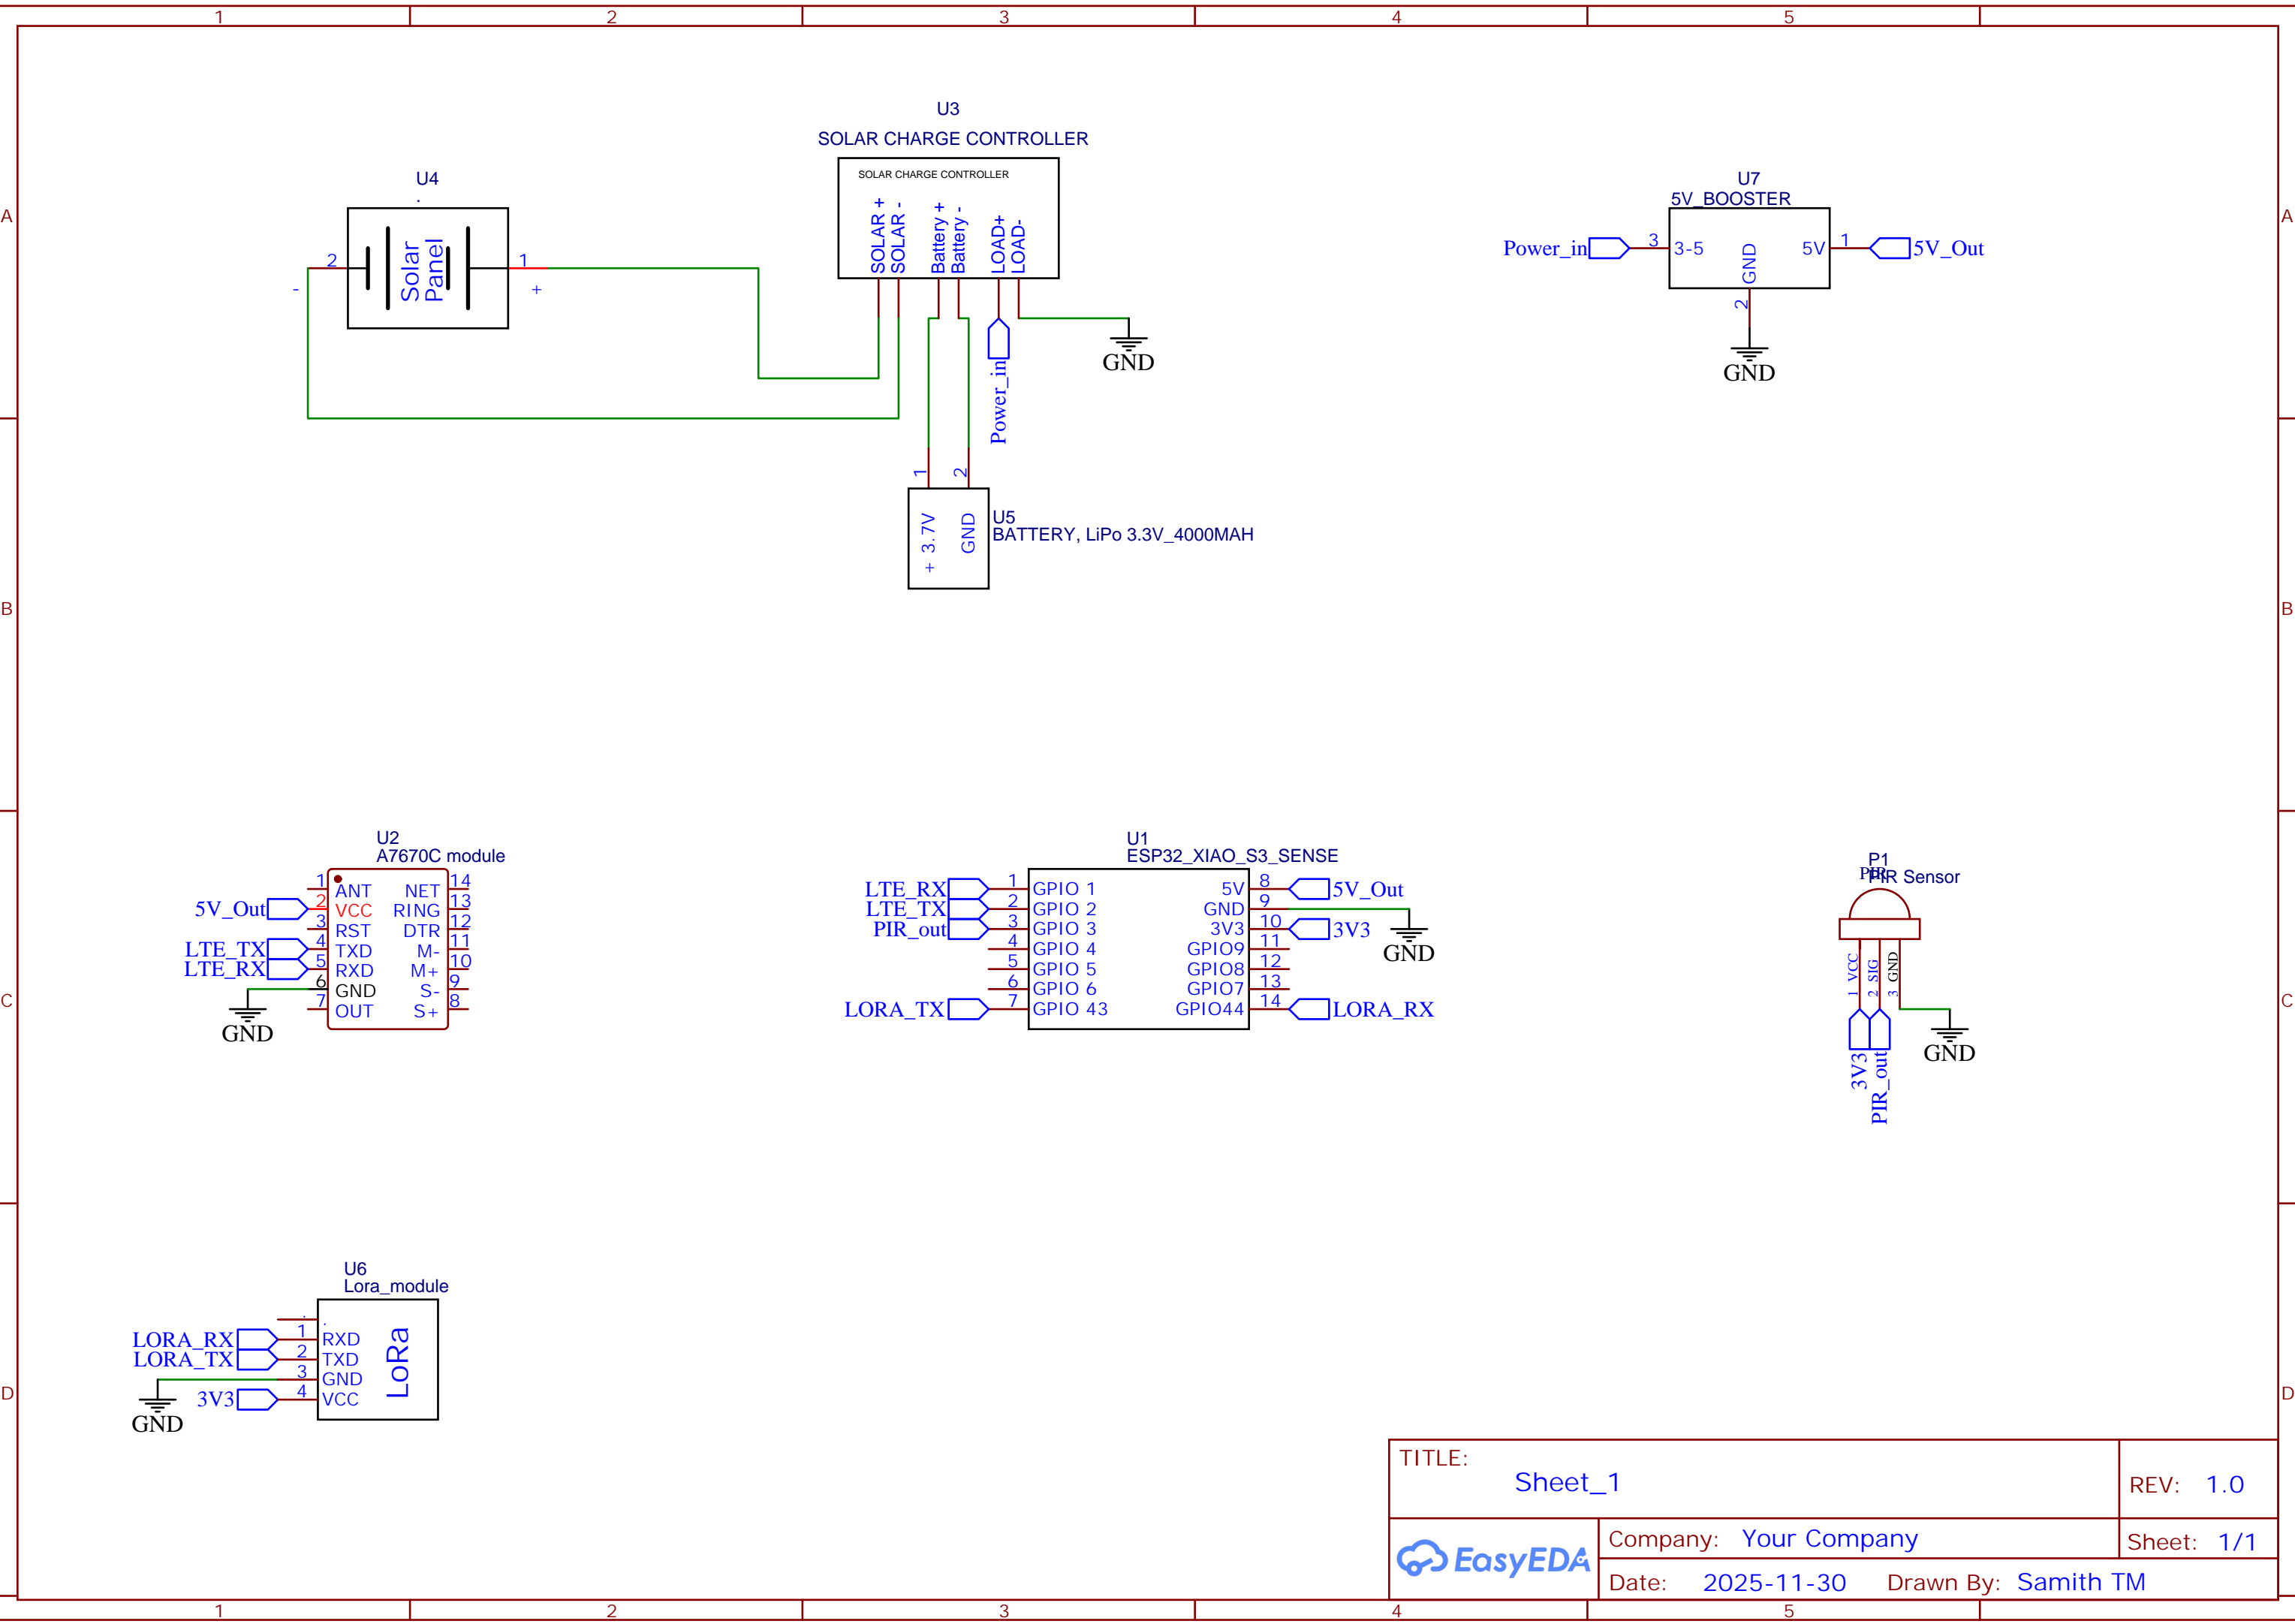 1 2 3 4 5
A
A
B
B
C
C
D
D
U3
SOLAR CHARGE CONTROLLER
SOLAR CHARGE CONTROLLER
SOLAR +
SOLAR -
Battery +
Battery -
LOAD+
LOAD-
Power_in
GND
U4
.
Solar
Panel
2
-
1
+
1
2
+ 3.7V
GND
U5
BATTERY, LiPo 3.3V_4000MAH
U7
5V_BOOSTER
Power_in 3 3-5
GND
2
5V 1 5V_Out
GND
U2
A7670C module
1 ANT NET 14
5V_Out 2 VCC RING 13
3 RST DTR 12
LTE_TX 4 TXD M- 11
LTE_RX 5 RXD M+ 10
6 GND S- 9
7 OUT S+ 8
GND
U1
ESP32_XIAO_S3_SENSE
LTE_RX 1 GPIO 1 5V 8 5V_Out
LTE_TX 2 GPIO 2 GND 9
PIR_out 3 GPIO 3 3V3 10 3V3
4 GPIO 4 GPIO9 11
5 GPIO 5 GPIO8 12
6 GPIO 6 GPIO7 13
LORA_TX 7 GPIO 43 GPIO44 14 LORA_RX
GND
P1
PIR
PIR Sensor
1 VCC
2 SIG
3 GND
3V3
PIR_out
GND
U6
Lora_module
.
.
LORA_RX 1 RXD
LORA_TX 2 TXD
3 GND
3V3 4 VCC
LoRa
GND
TITLE:
Sheet_1
REV: 1.0
EasyEDA
Company: Your Company
Sheet: 1/1
Date: 2025-11-30 Drawn By: Samith TM
1 2 3 4 5